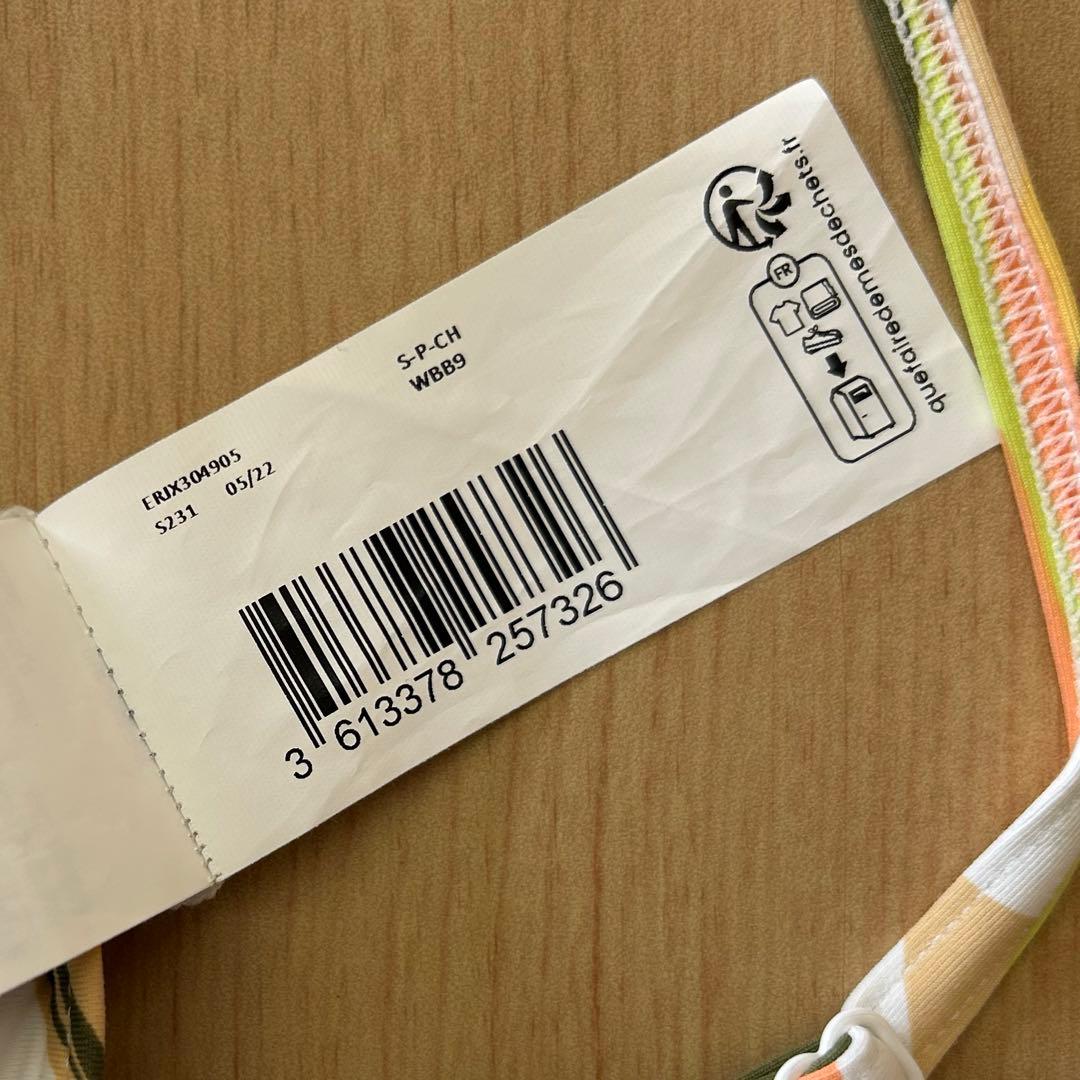 S-P-CH
WBB9
ERJX304905
S231 05/22
3 613378 257326
FR
quefairedemesdechets.fr